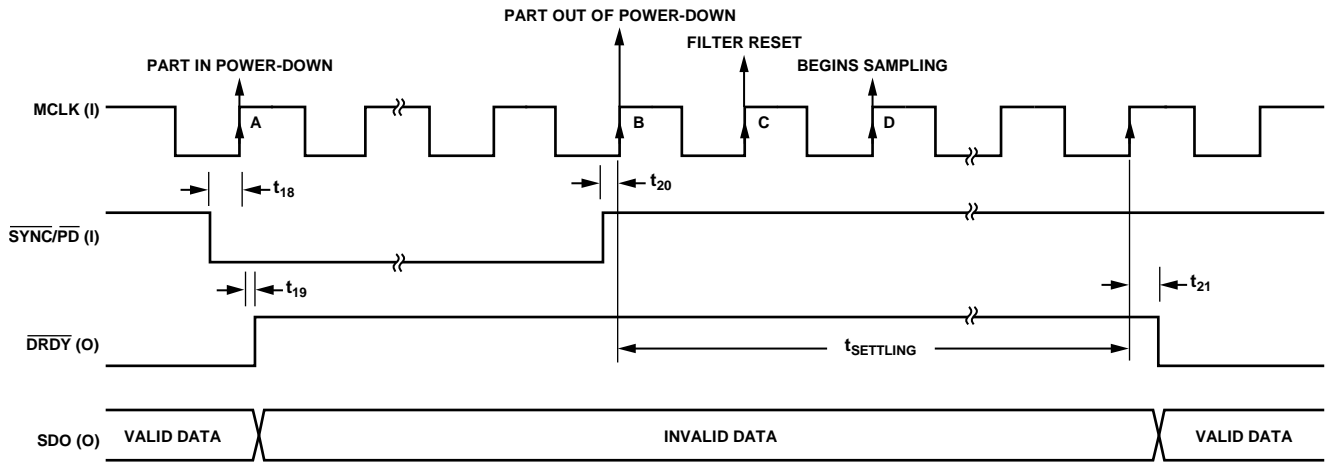 PART OUT OF POWER-DOWN
FILTER RESET
PART IN POWER-DOWN
BEGINS SAMPLING
MCLK (I)
A
B
C
D
t18
t20
SYNC/PD (I)
t19
t21
DRDY (O)
tSETTLING
SDO (O)
VALID DATA
INVALID DATA
VALID DATA